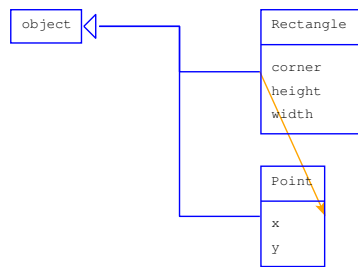 object
Rectangle
corner
height
width
Point
x
y